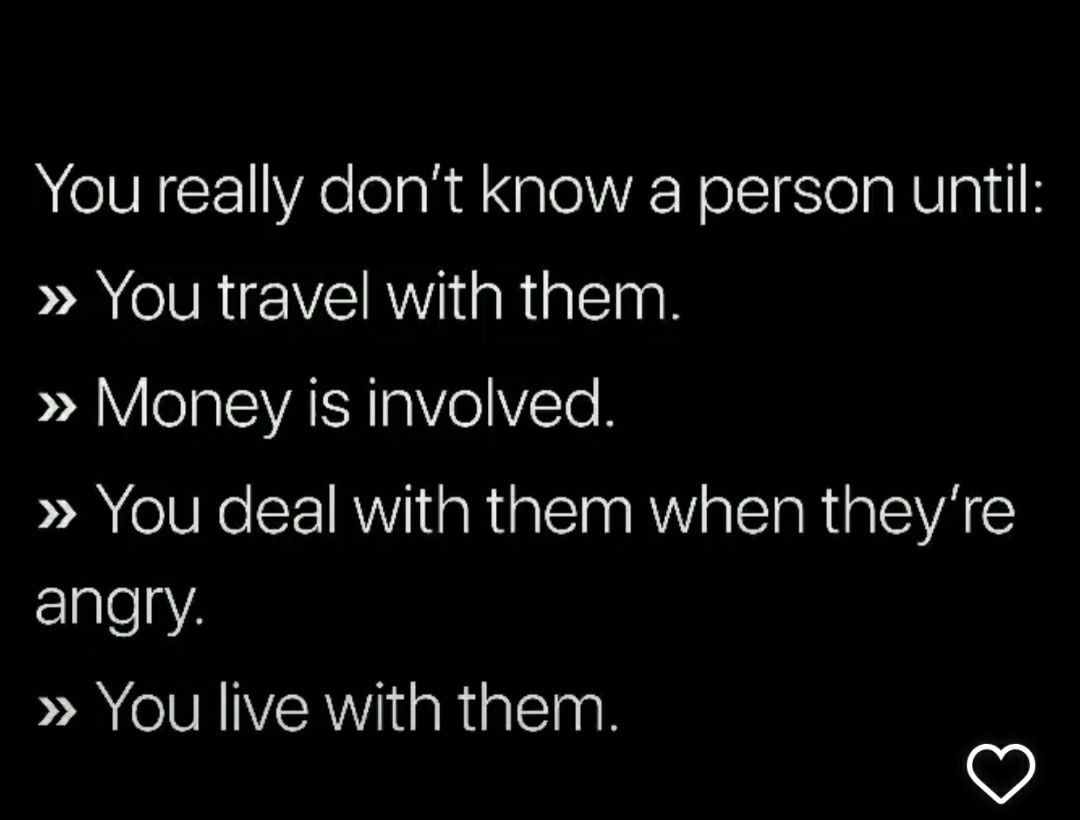 You really don’t know a person until:
» You travel with them.
» Money is involved.
» You deal with them when they’re
angry.
» You live with them.